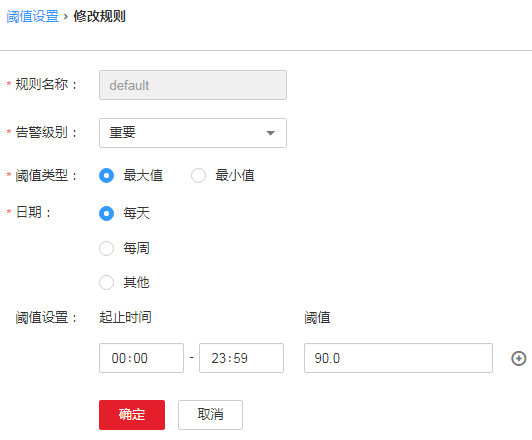 阈值设置 › 修改规则
* 规则名称： default
* 告警级别： 重要
* 阈值类型： 最大值 最小值
* 日期： 每天
每周
其他
阈值设置： 起止时间 阈值
00:00 - 23:59 90.0
确定 取消